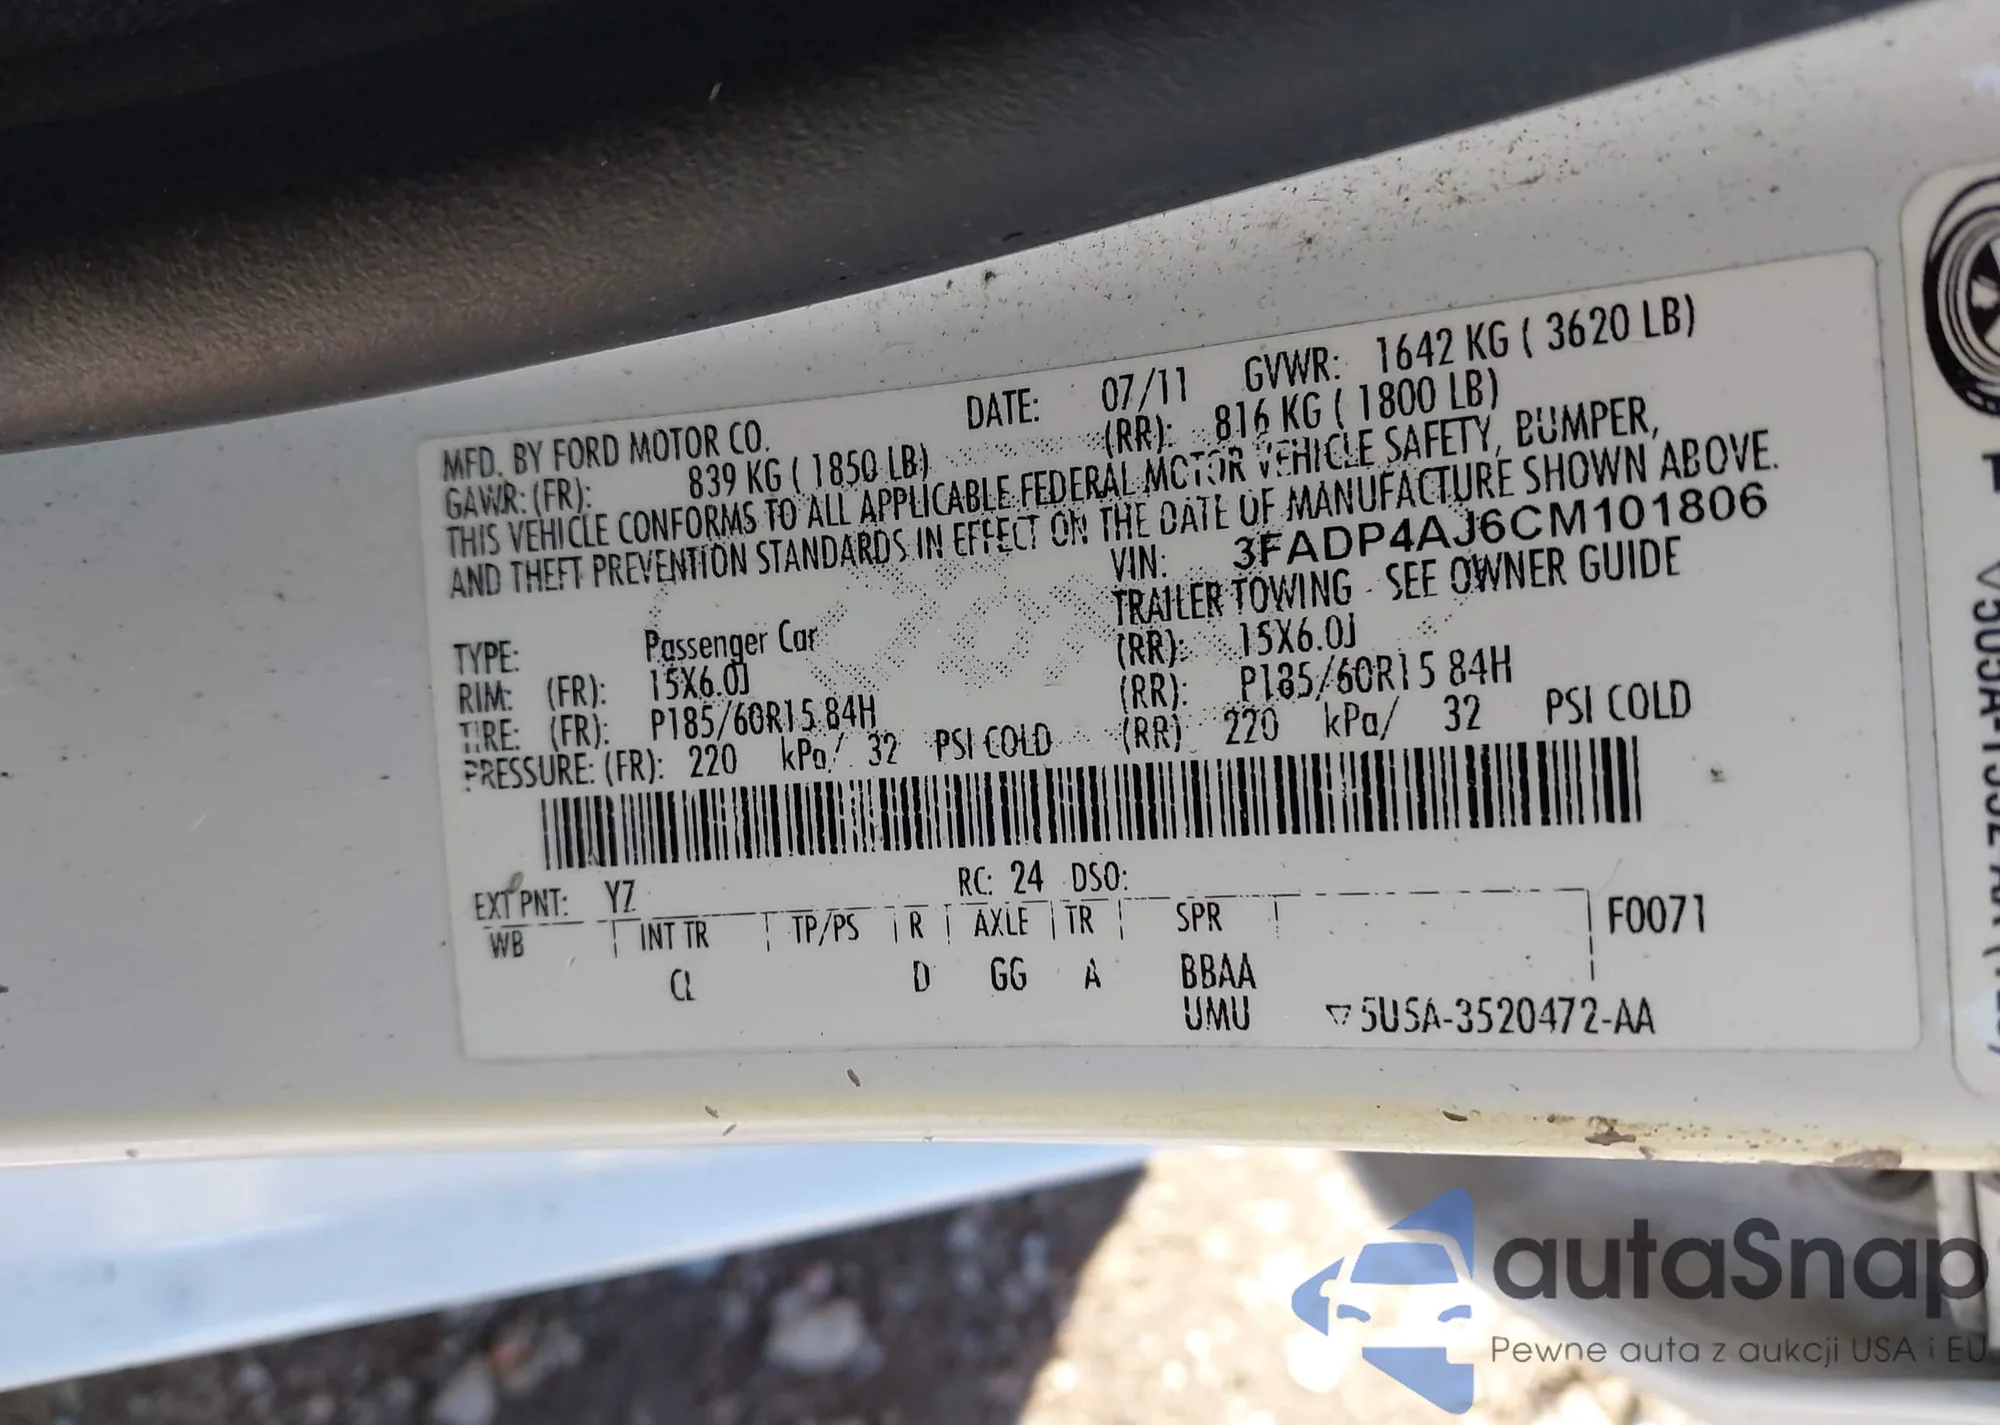 MFD. BY FORD MOTOR CO. DATE: 07/11 GVWR: 1642 KG ( 3620 LB)
GAWR: (FR): 839 KG ( 1850 LB) (RR): 816 KG ( 1800 LB)
THIS VEHICLE CONFORMS TO ALL APPLICABLE FEDERAL MOTOR VEHICLE SAFETY, BUMPER,
AND THEFT PREVENTION STANDARDS IN EFFECT ON THE DATE OF MANUFACTURE SHOWN ABOVE.
VIN: 3FADP4AJ6CM101806
TRAILER TOWING - SEE OWNER GUIDE
TYPE: Passenger Car
RIM: (FR): 15X6.0J (RR): 15X6.0J
TIRE: (FR): P185/60R15 84H (RR): P185/60R15 84H
PRESSURE: (FR): 220 kPa/ 32 PSI COLD (RR) 220 kPa/ 32 PSI COLD
EXT PNT: YZ RC: 24 DSO:
WB INT TR TP/PS R AXLE TR SPR F0071
CL D GG A BBAA
UMU ▽5U5A-3520472-AA
autaSnap
Pewne auta z aukcji USA i EU